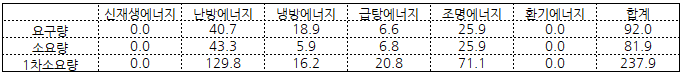 신재생에너지 난방에너지 냉방에너지 급탕에너지 조명에너지 환기에너지 합계
요구량 0.0 40.7 18.9 6.6 25.9 0.0 92.0
소요량 0.0 43.3 5.9 6.8 25.9 0.0 81.9
1차소요량 0.0 129.8 16.2 20.8 71.1 0.0 237.9